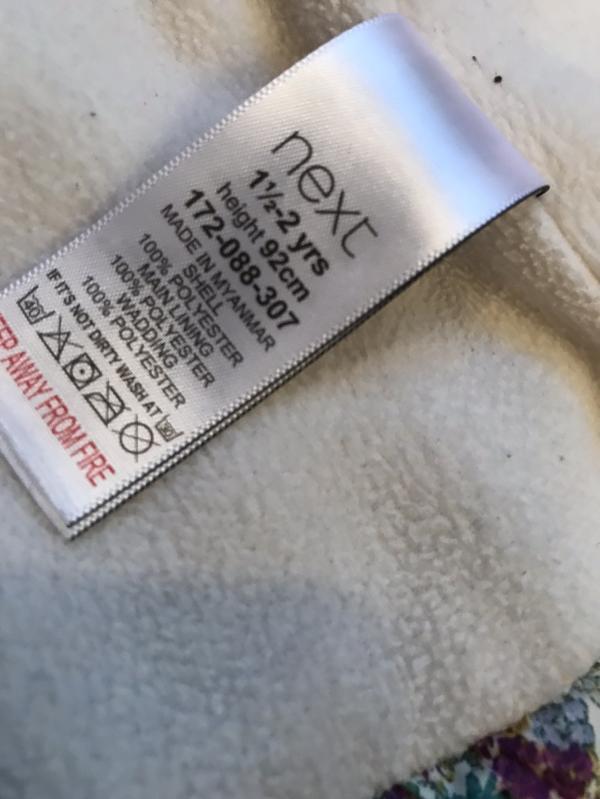 next
1½-2 yrs
height 92cm
172-088-307
MADE IN MYANMAR
SHELL
100% POLYESTER
MAIN LINING
100% POLYESTER
WADDING
100% POLYESTER
IF IT'S NOT DIRTY WASH AT
AWAY FROM FIRE